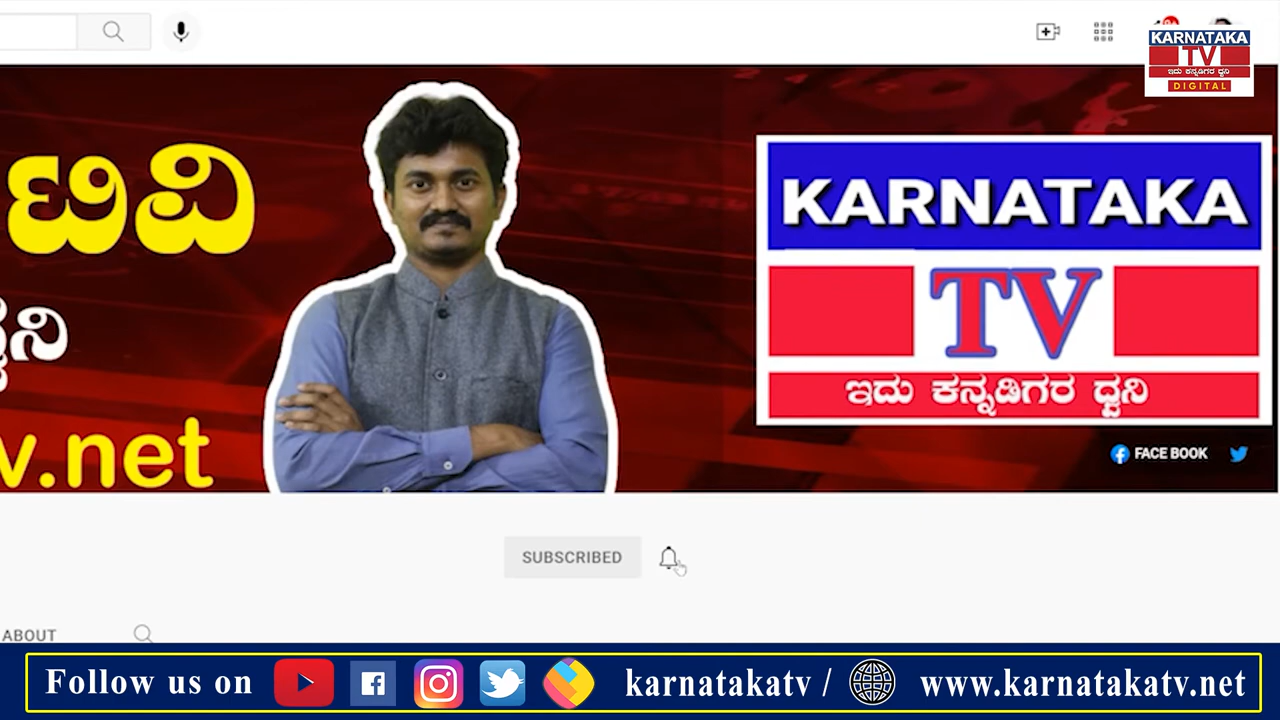 KARNATAKA
TV
ಇದು ಕನ್ನಡಿಗರ ಧ್ವನಿ
DIGITAL
ಟಿವಿ
v.net
KARNATAKA
TV
ಇದು ಕನ್ನಡಿಗರ ಧ್ವನಿ
FACE BOOK
SUBSCRIBED
ABOUT
Follow us on karnatakatv / www.karnatakatv.net